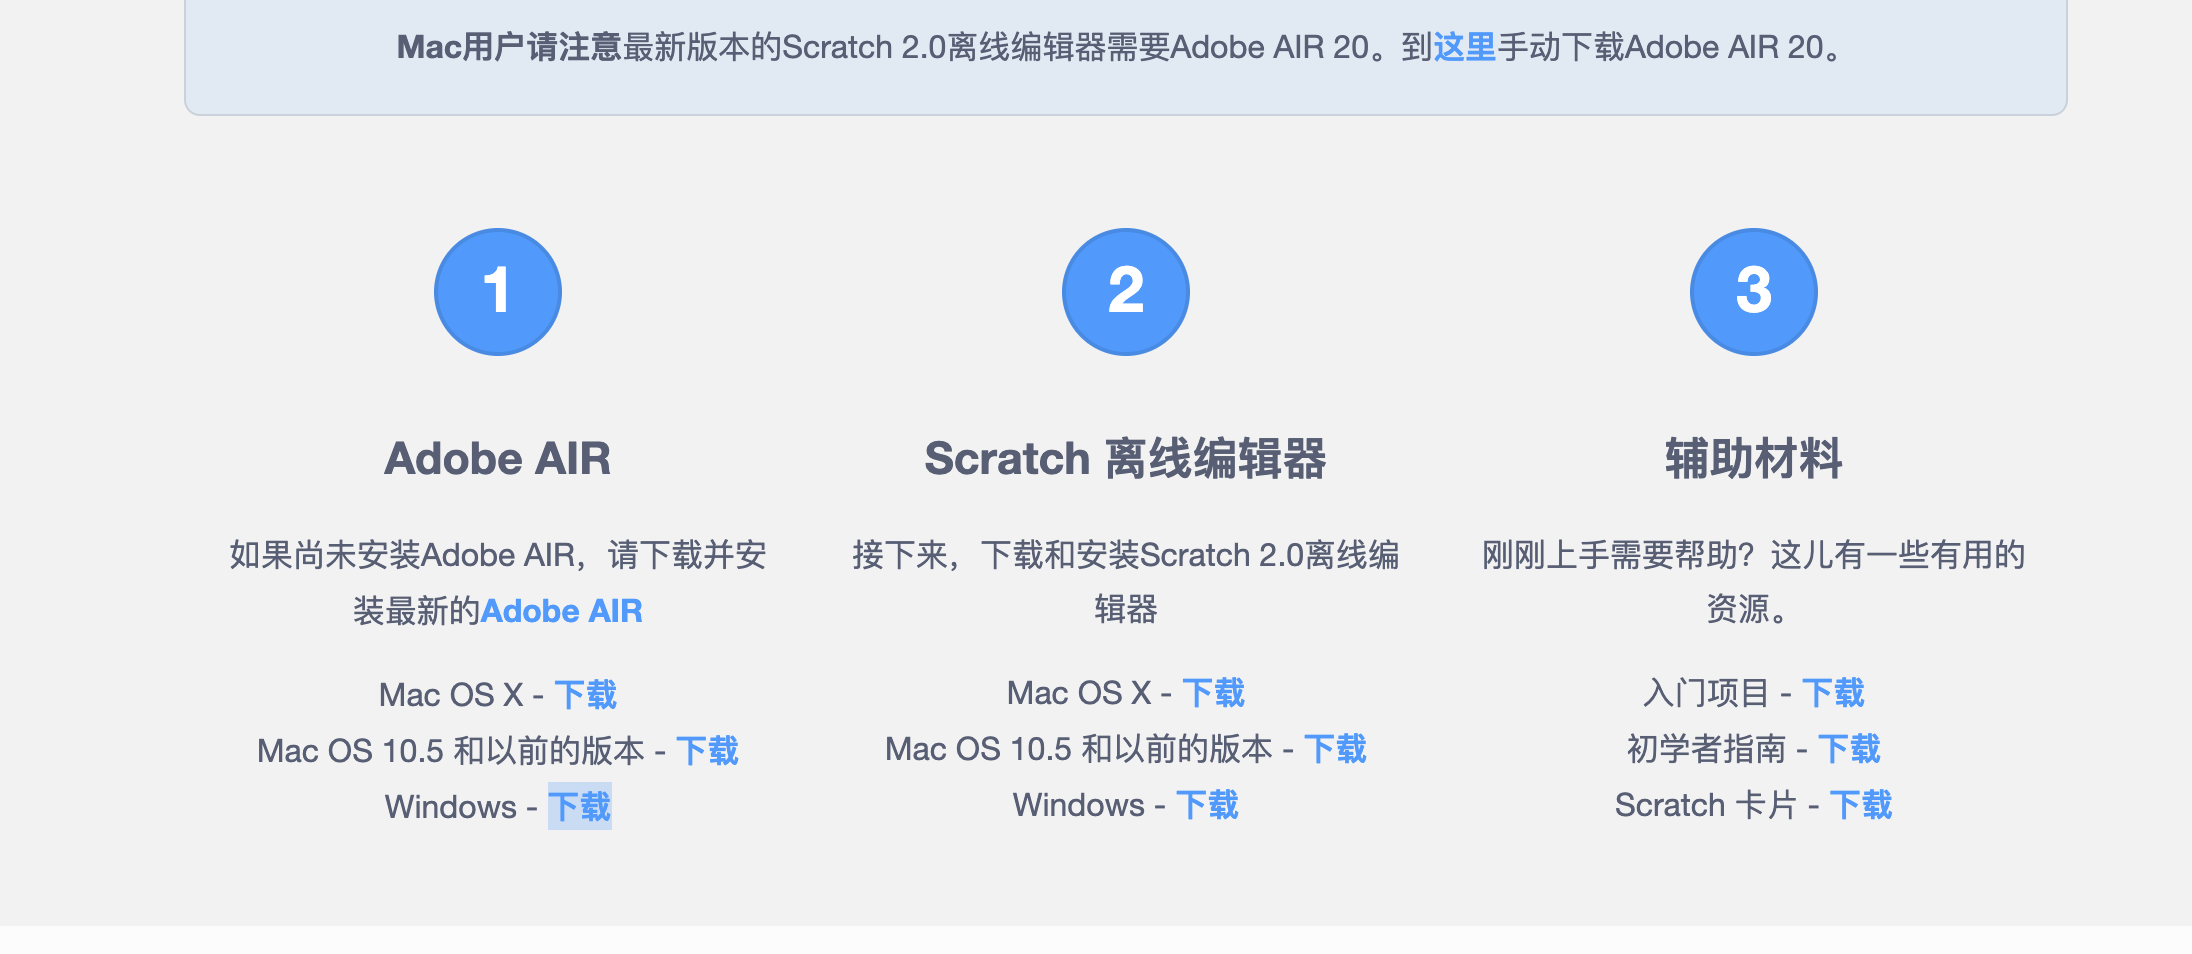 Mac用户请注意最新版本的Scratch 2.0离线编辑器需要Adobe AIR 20。到这里手动下载Adobe AIR 20。
1
Adobe AIR
如果尚未安装Adobe AIR，请下载并安
装最新的Adobe AIR
Mac OS X - 下载
Mac OS 10.5 和以前的版本 - 下载
Windows - 下载
2
Scratch 离线编辑器
接下来，下载和安装Scratch 2.0离线编
辑器
Mac OS X - 下载
Mac OS 10.5 和以前的版本 - 下载
Windows - 下载
3
辅助材料
刚刚上手需要帮助？这儿有一些有用的
资源。
入门项目 - 下载
初学者指南 - 下载
Scratch 卡片 - 下载